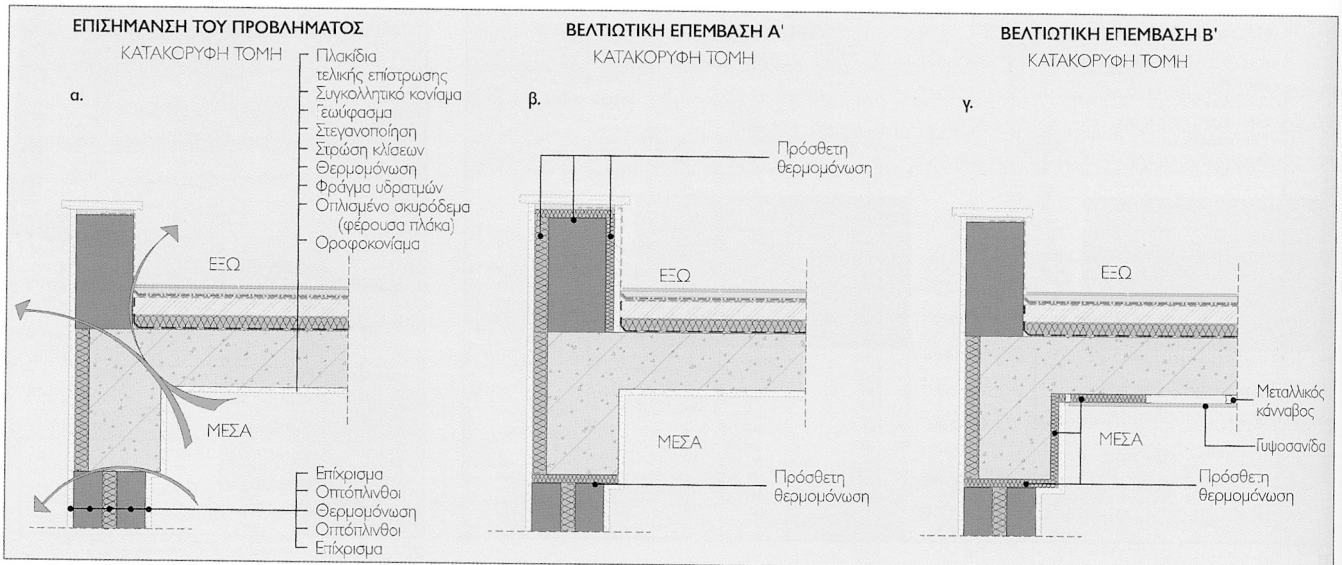 ΕΠΙΣΗΜΑΝΣΗ ΤΟΥ ΠΡΟΒΛΗΜΑΤΟΣ
ΚΑΤΑΚΟΡΥΦΗ ΤΟΜΗ
α.
Πλακίδια
τελικής επίστρωσης
Συγκολλητικό κονίαμα
Γεωύφασμα
Στεγανοποίηση
Στρώση κλίσεων
Θερμομόνωση
Φράγμα υδρατμών
Οπλισμένο σκυρόδεμα
(φέρουσα πλάκα)
Οροφοκονίαμα
ΕΞΩ
ΜΕΣΑ
Επίχρισμα
Οπτόπλινθοι
Θερμομόνωση
Οπτόπλινθοι
Επίχρισμα
ΒΕΛΤΙΩΤΙΚΗ ΕΠΕΜΒΑΣΗ Α'
ΚΑΤΑΚΟΡΥΦΗ ΤΟΜΗ
β.
Πρόσθετη
θερμομόνωση
ΕΞΩ
ΜΕΣΑ
Πρόσθετη
θερμομόνωση
ΒΕΛΤΙΩΤΙΚΗ ΕΠΕΜΒΑΣΗ Β'
ΚΑΤΑΚΟΡΥΦΗ ΤΟΜΗ
γ.
ΕΞΩ
Μεταλλικός
κάνναβος
ΜΕΣΑ
Γυψοσανίδα
Πρόσθετη
θερμομόνωση